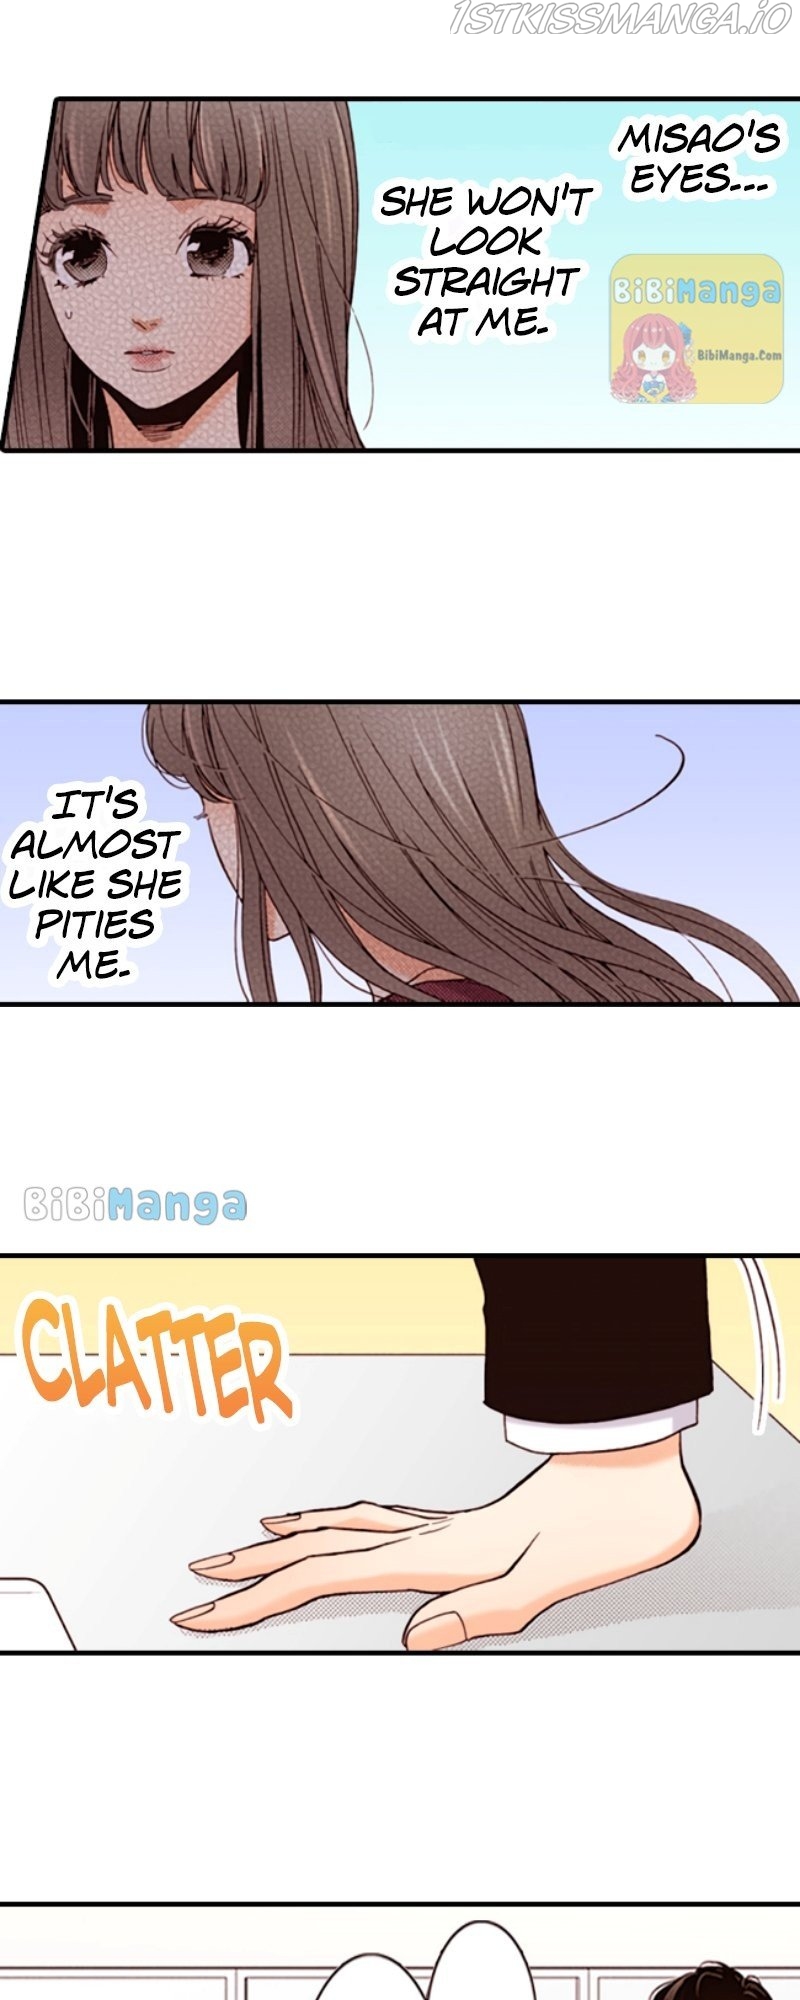 1STKISSMANGA.IO
MISAO'S
EYES...
SHE WON'T
LOOK
STRAIGHT
AT ME.
BiBiManga
BibiManga.Com
IT'S
ALMOST
LIKE SHE
PITIES
ME.
BiBiManga
CLATTER